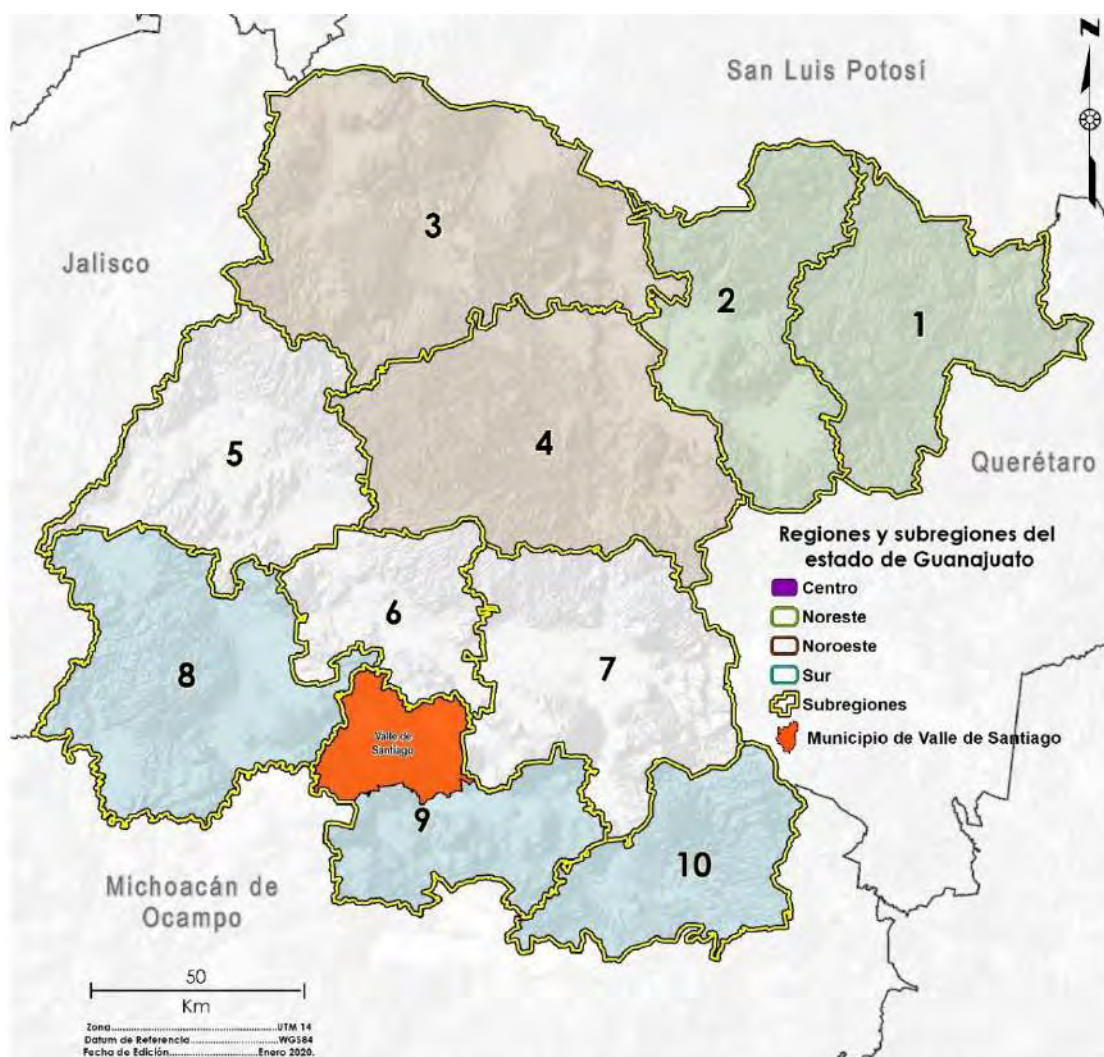 San Luis Potosí
N
3
Jalisco
2
1
5
4
Querétaro
Regiones y subregiones del
estado de Guanajuato
Centro
Noreste
Noroeste
Sur
Subregiones
Municipio de Valle de Santiago
6
7
8
Valle de
Santiago
9
10
Michoacán de
Ocampo
50
Km
Zona..............................................UTM 14
Datum de Referencia....................WGS84
Fecha de Edición.................Enero 2020.